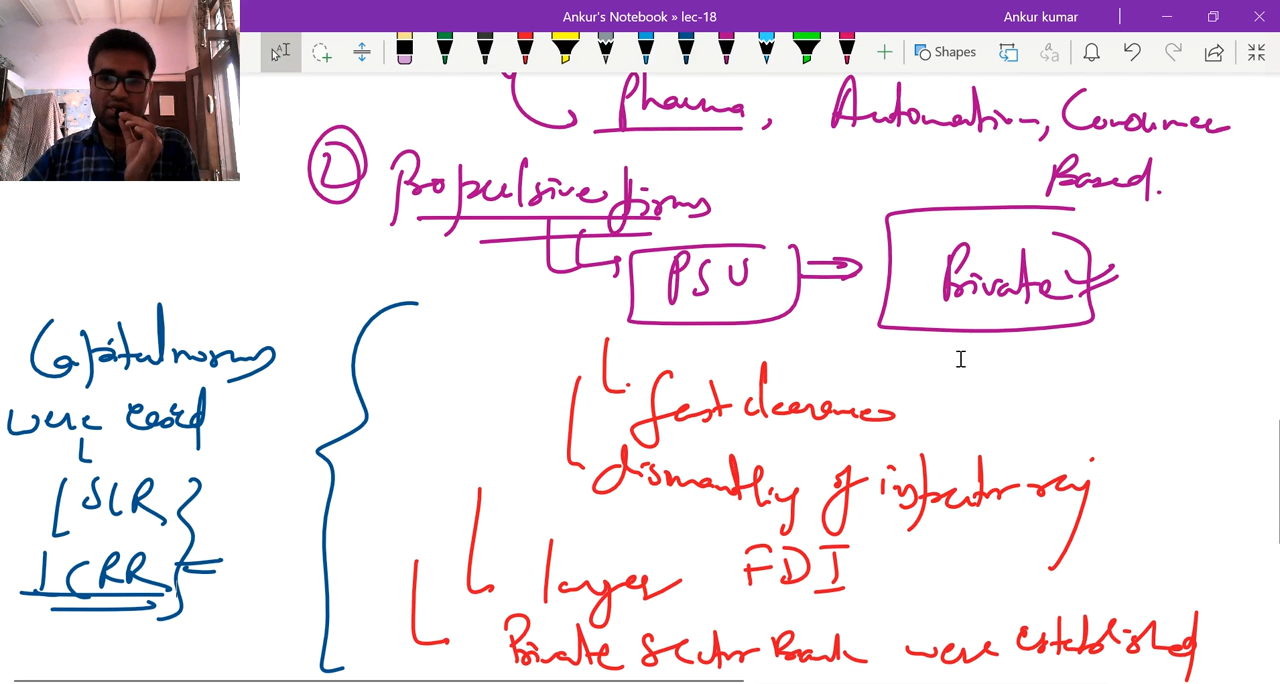 Ankur's Notebook » lec-18
Ankur kumar
Shapes
Pharma, Automation, Consumer
Based.
② Propulsive firms
PSU ⇒ Private
Capital norms
were eased
SLR
CRR
fast clearances
dismantling of inspector raj
larger FDI
Private Sector Bank were established